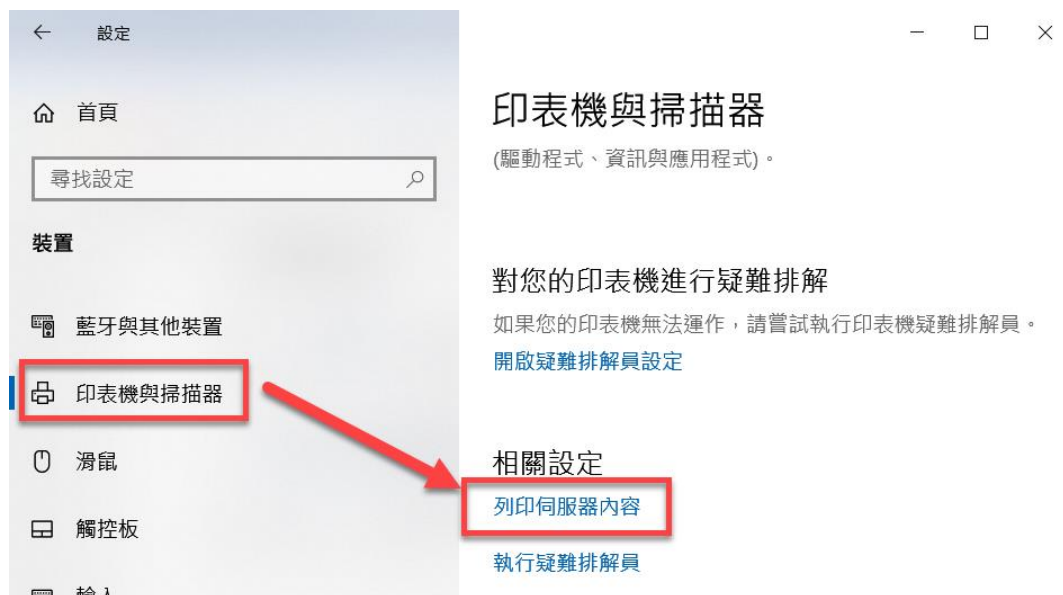 設定
首頁
尋找設定
裝置
藍牙與其他裝置
印表機與掃描器
滑鼠
觸控板
輸入
印表機與掃描器
(驅動程式、資訊與應用程式)。
對您的印表機進行疑難排解
如果您的印表機無法運作，請嘗試執行印表機疑難排解員。
開啟疑難排解員設定
相關設定
列印伺服器內容
執行疑難排解員